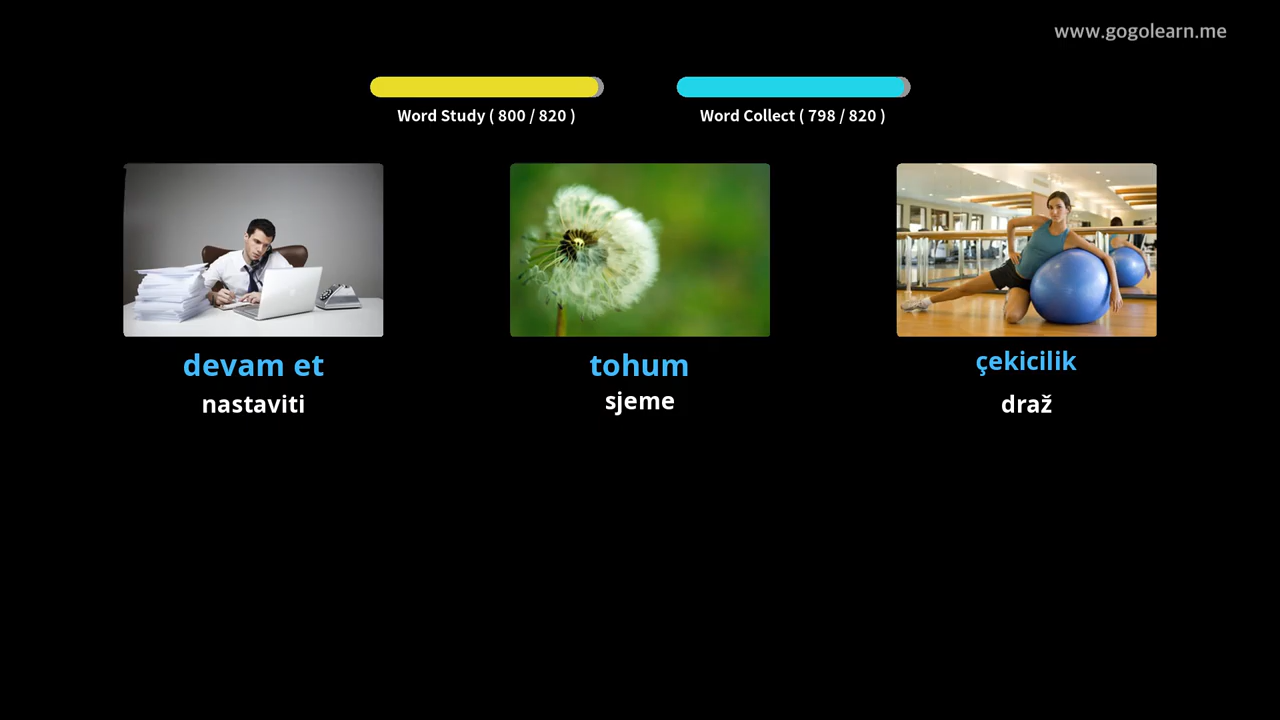 www.gogolearn.me
Word Study ( 800 / 820 )
Word Collect ( 798 / 820 )
devam et
nastaviti
tohum
sjeme
çekicilik
draž